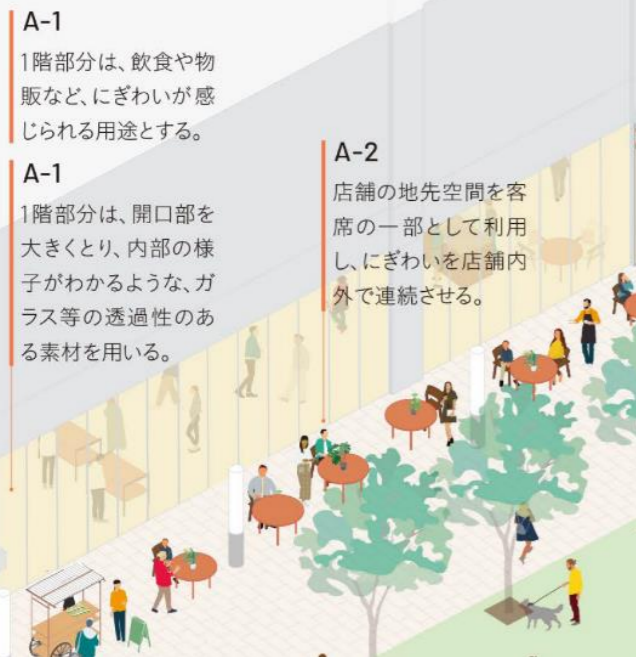 A-1
1階部分は、飲食や物
販など、にぎわいが感
じられる用途とする。
A-1
1階部分は、開口部を
大きくとり、内部の様
子がわかるような、ガ
ラス等の透過性のあ
る素材を用いる。
A-2
店舗の地先空間を客
席の一部として利用
し、にぎわいを店舗内
外で連続させる。